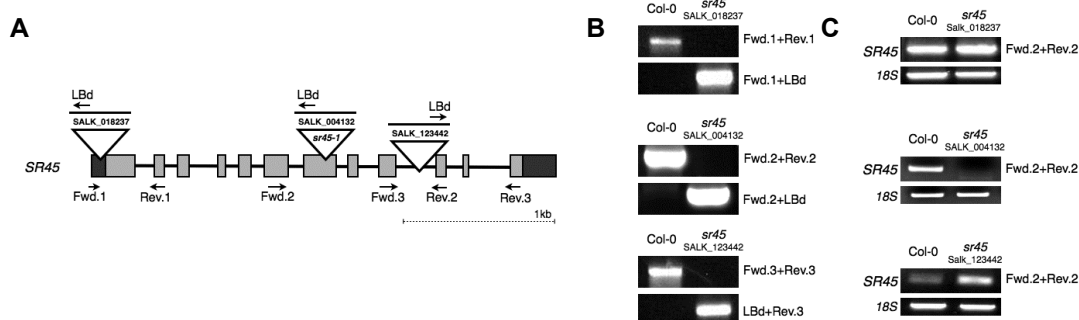 A
LBd
SALK_018237
LBd
SALK_004132
sr45-1
LBd
SALK_123442
SR45
Fwd.1
Rev.1
Fwd.2
Fwd.3
Rev.2
Rev.3
1kb
B
Col-0
sr45
SALK_018237
Fwd.1+Rev.1
Fwd.1+LBd
Col-0
sr45
SALK_004132
Fwd.2+Rev.2
Fwd.2+LBd
Col-0
sr45
SALK_123442
Fwd.3+Rev.3
LBd+Rev.3
C
Col-0
sr45
Salk_018237
SR45
Fwd.2+Rev.2
18S
Col-0
sr45
SALK_004132
SR45
Fwd.2+Rev.2
18S
Col-0
sr45
Salk_123442
SR45
Fwd.2+Rev.2
18S